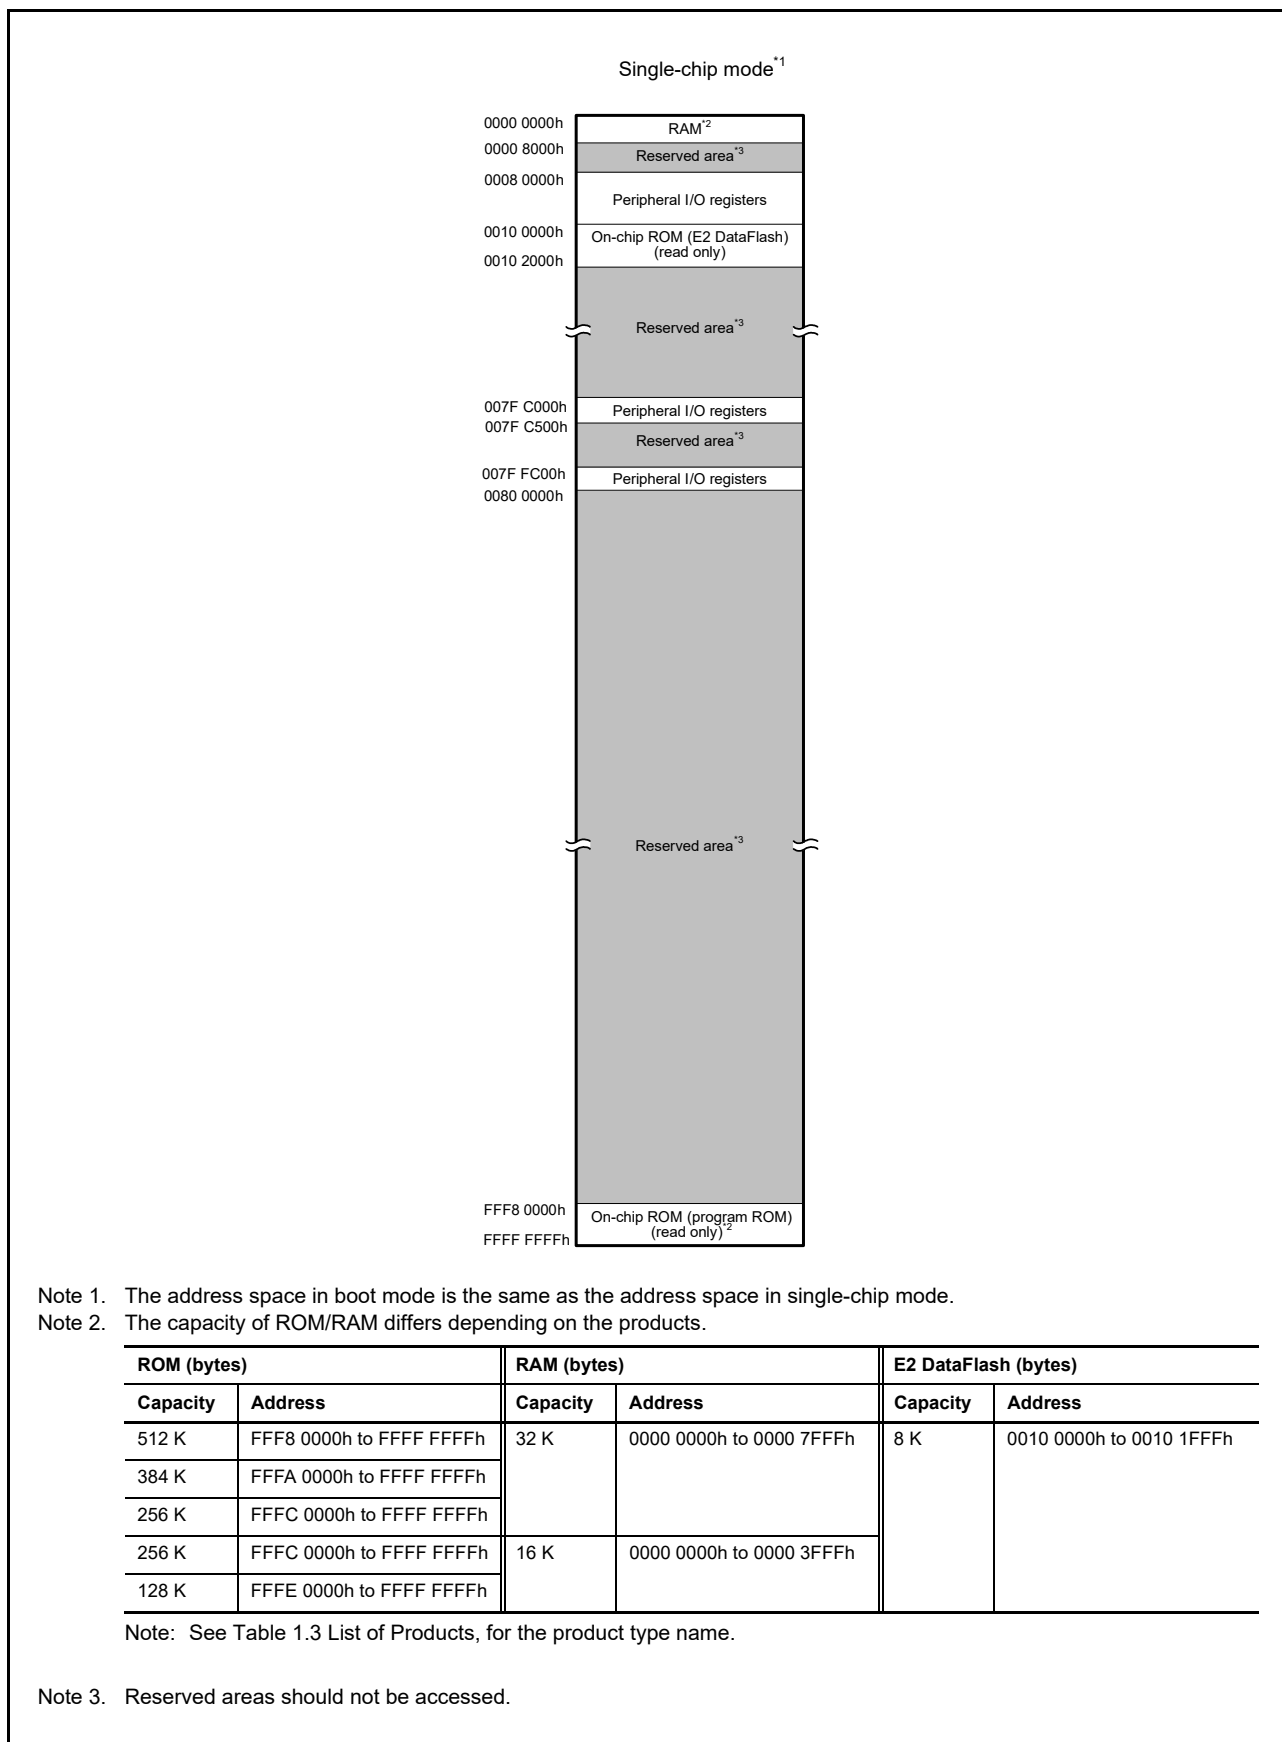 Single-chip mode*1
0000 0000h
RAM*2
0000 8000h
Reserved area*3
0008 0000h
Peripheral I/O registers
0010 0000h
On-chip ROM (E2 DataFlash)
(read only)
0010 2000h
Reserved area*3
007F C000h
Peripheral I/O registers
007F C500h
Reserved area*3
007F FC00h
Peripheral I/O registers
0080 0000h
Reserved area*3
FFF8 0000h
On-chip ROM (program ROM)
(read only)*2
FFFF FFFFh
Note 1. The address space in boot mode is the same as the address space in single-chip mode.
Note 2. The capacity of ROM/RAM differs depending on the products.
ROM (bytes) RAM (bytes) E2 DataFlash (bytes)
Capacity Address Capacity Address Capacity Address
512 K FFF8 0000h to FFFF FFFFh 32 K 0000 0000h to 0000 7FFFh 8 K 0010 0000h to 0010 1FFFh
384 K FFFA 0000h to FFFF FFFFh
256 K FFFC 0000h to FFFF FFFFh
256 K FFFC 0000h to FFFF FFFFh 16 K 0000 0000h to 0000 3FFFh
128 K FFFE 0000h to FFFF FFFFh
Note: See Table 1.3 List of Products, for the product type name.
Note 3. Reserved areas should not be accessed.